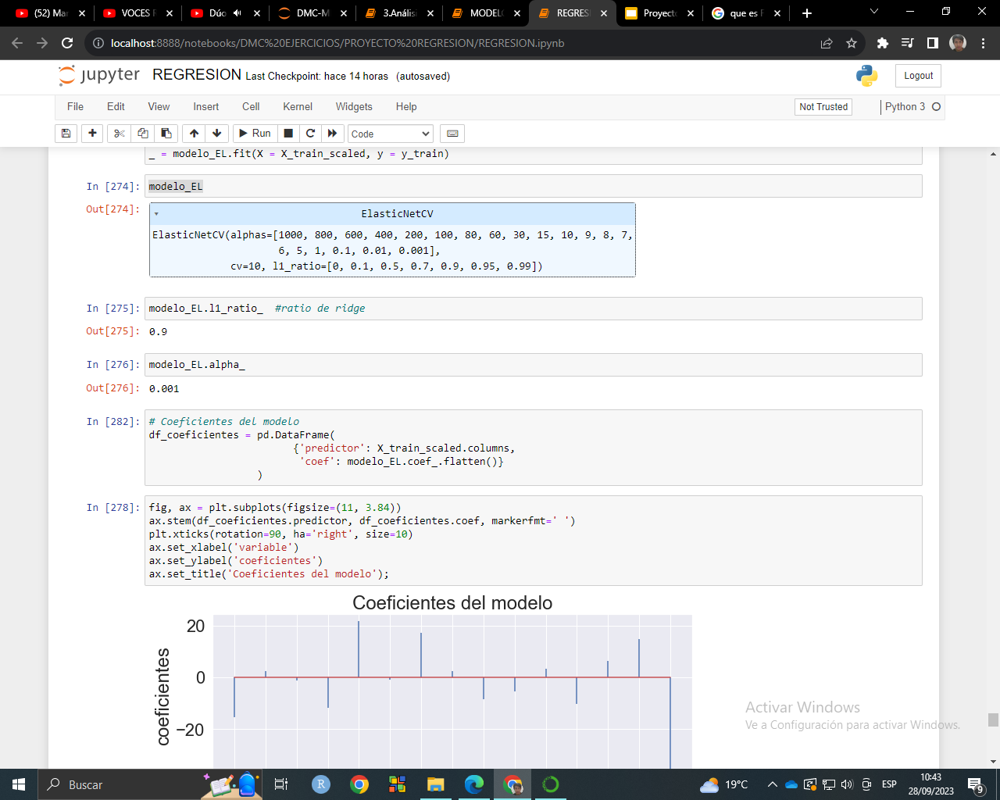 (52) Mar
VOCES F
Dúo
DMC-M
3.Análisi
MODELO
REGRES
Proyecto
que es F
localhost:8888/notebooks/DMC%20EJERCICIOS/PROYECTO%20REGRESION/REGRESION.ipynb
jupyter REGRESION Last Checkpoint: hace 14 horas (autosaved)
Logout
File Edit View Insert Cell Kernel Widgets Help
Not Trusted
Python 3
Run
Code
_ = modelo_EL.fit(X = X_train_scaled, y = y_train)
In [274]: modelo_EL
Out[274]:
ElasticNetCV
ElasticNetCV(alphas=[1000, 800, 600, 400, 200, 100, 80, 60, 30, 15, 10, 9, 8, 7,
6, 5, 1, 0.1, 0.01, 0.001],
cv=10, l1_ratio=[0, 0.1, 0.5, 0.7, 0.9, 0.95, 0.99])
In [275]: modelo_EL.l1_ratio_ #ratio de ridge
Out[275]: 0.9
In [276]: modelo_EL.alpha_
Out[276]: 0.001
In [282]: # Coeficientes del modelo
df_coeficientes = pd.DataFrame(
{'predictor': X_train_scaled.columns,
'coef': modelo_EL.coef_.flatten()}
)
In [278]: fig, ax = plt.subplots(figsize=(11, 3.84))
ax.stem(df_coeficientes.predictor, df_coeficientes.coef, markerfmt=' ')
plt.xticks(rotation=90, ha='right', size=10)
ax.set_xlabel('variable')
ax.set_ylabel('coeficientes')
ax.set_title('Coeficientes del modelo');
Coeficientes del modelo
20
0
−20
coeficientes
Activar Windows
Ve a Configuración para activar Windows.
Buscar
R
19°C
ESP
10:43
28/09/2023
9